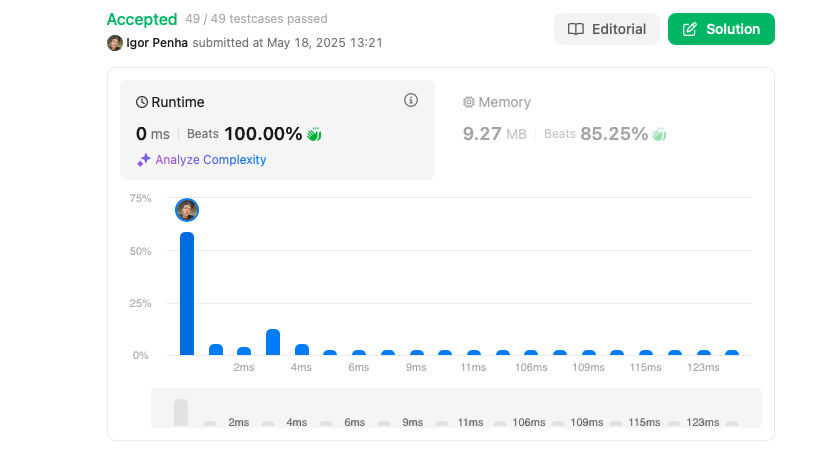 Accepted 49 / 49 testcases passed
Igor Penha submitted at May 18, 2025 13:21
Editorial
Solution
Runtime
0 ms Beats 100.00%
Analyze Complexity
Memory
9.27 MB Beats 85.25%
75%
50%
25%
0%
2ms 4ms 6ms 9ms 11ms 106ms 109ms 115ms 123ms
2ms 4ms 6ms 9ms 11ms 106ms 109ms 115ms 123ms